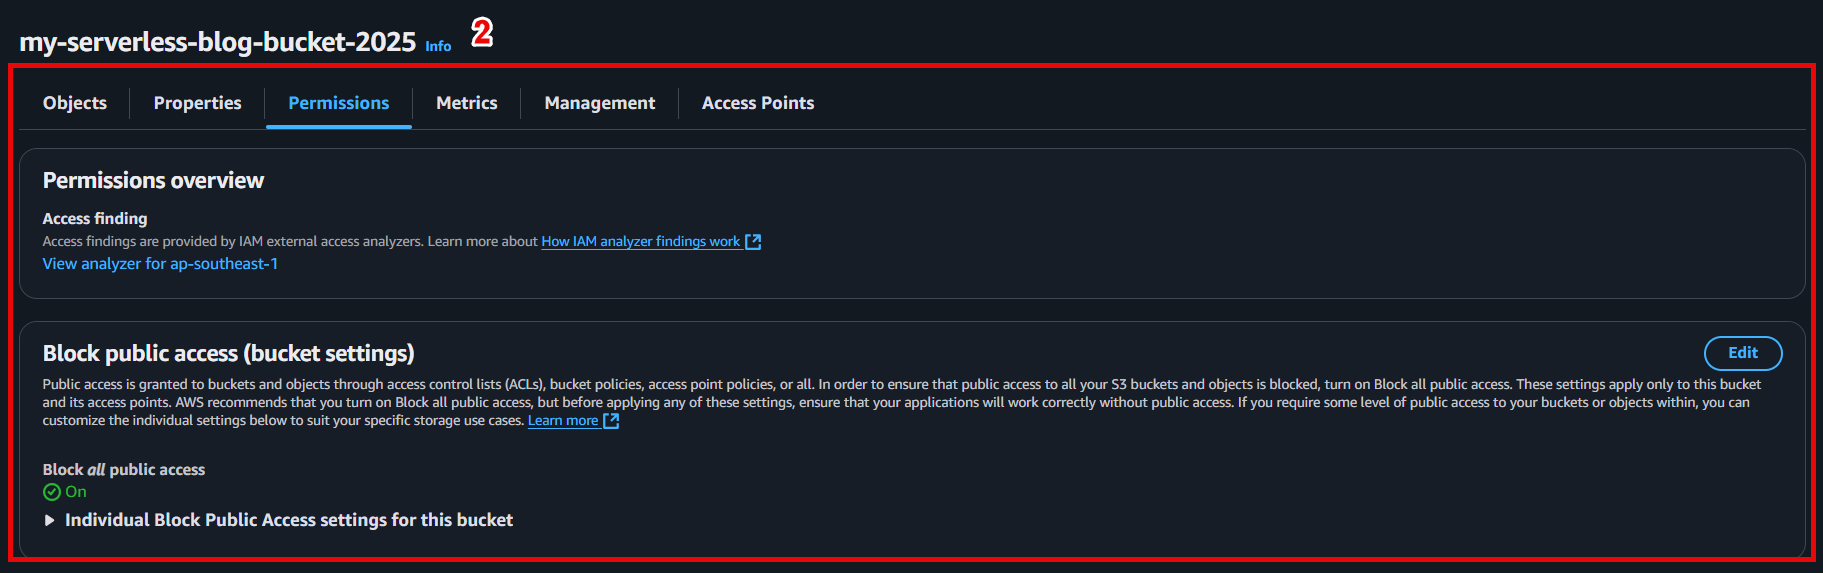 my-serverless-blog-bucket-2025 Info 2
Objects Properties Permissions Metrics Management Access Points
Permissions overview
Access finding
Access findings are provided by IAM external access analyzers. Learn more about How IAM analyzer findings work
View analyzer for ap-southeast-1
Block public access (bucket settings) Edit
Public access is granted to buckets and objects through access control lists (ACLs), bucket policies, access point policies, or all. In order to ensure that public access to all your S3 buckets and objects is blocked, turn on Block all public access. These settings apply only to this bucket
and its access points. AWS recommends that you turn on Block all public access, but before applying any of these settings, ensure that your applications will work correctly without public access. If you require some level of public access to your buckets or objects within, you can
customize the individual settings below to suit your specific storage use cases. Learn more
Block all public access
On
Individual Block Public Access settings for this bucket